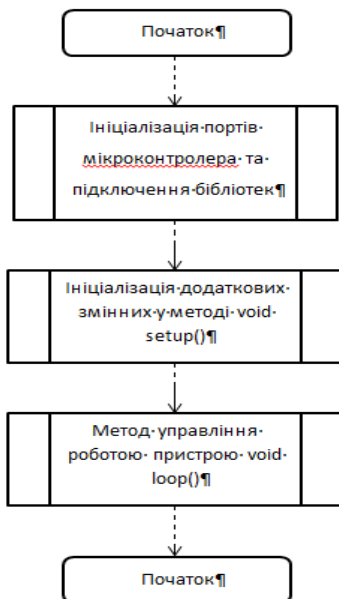 Початок¶
Ініціалізація·портів·
мікроконтролера· та·
підключення·бібліотек¶
Ініціалізація·додаткових·
змінних·у·методі·void·
setup()¶
Метод·управління·
роботою· пристрою·void·
loop()¶
Початок¶